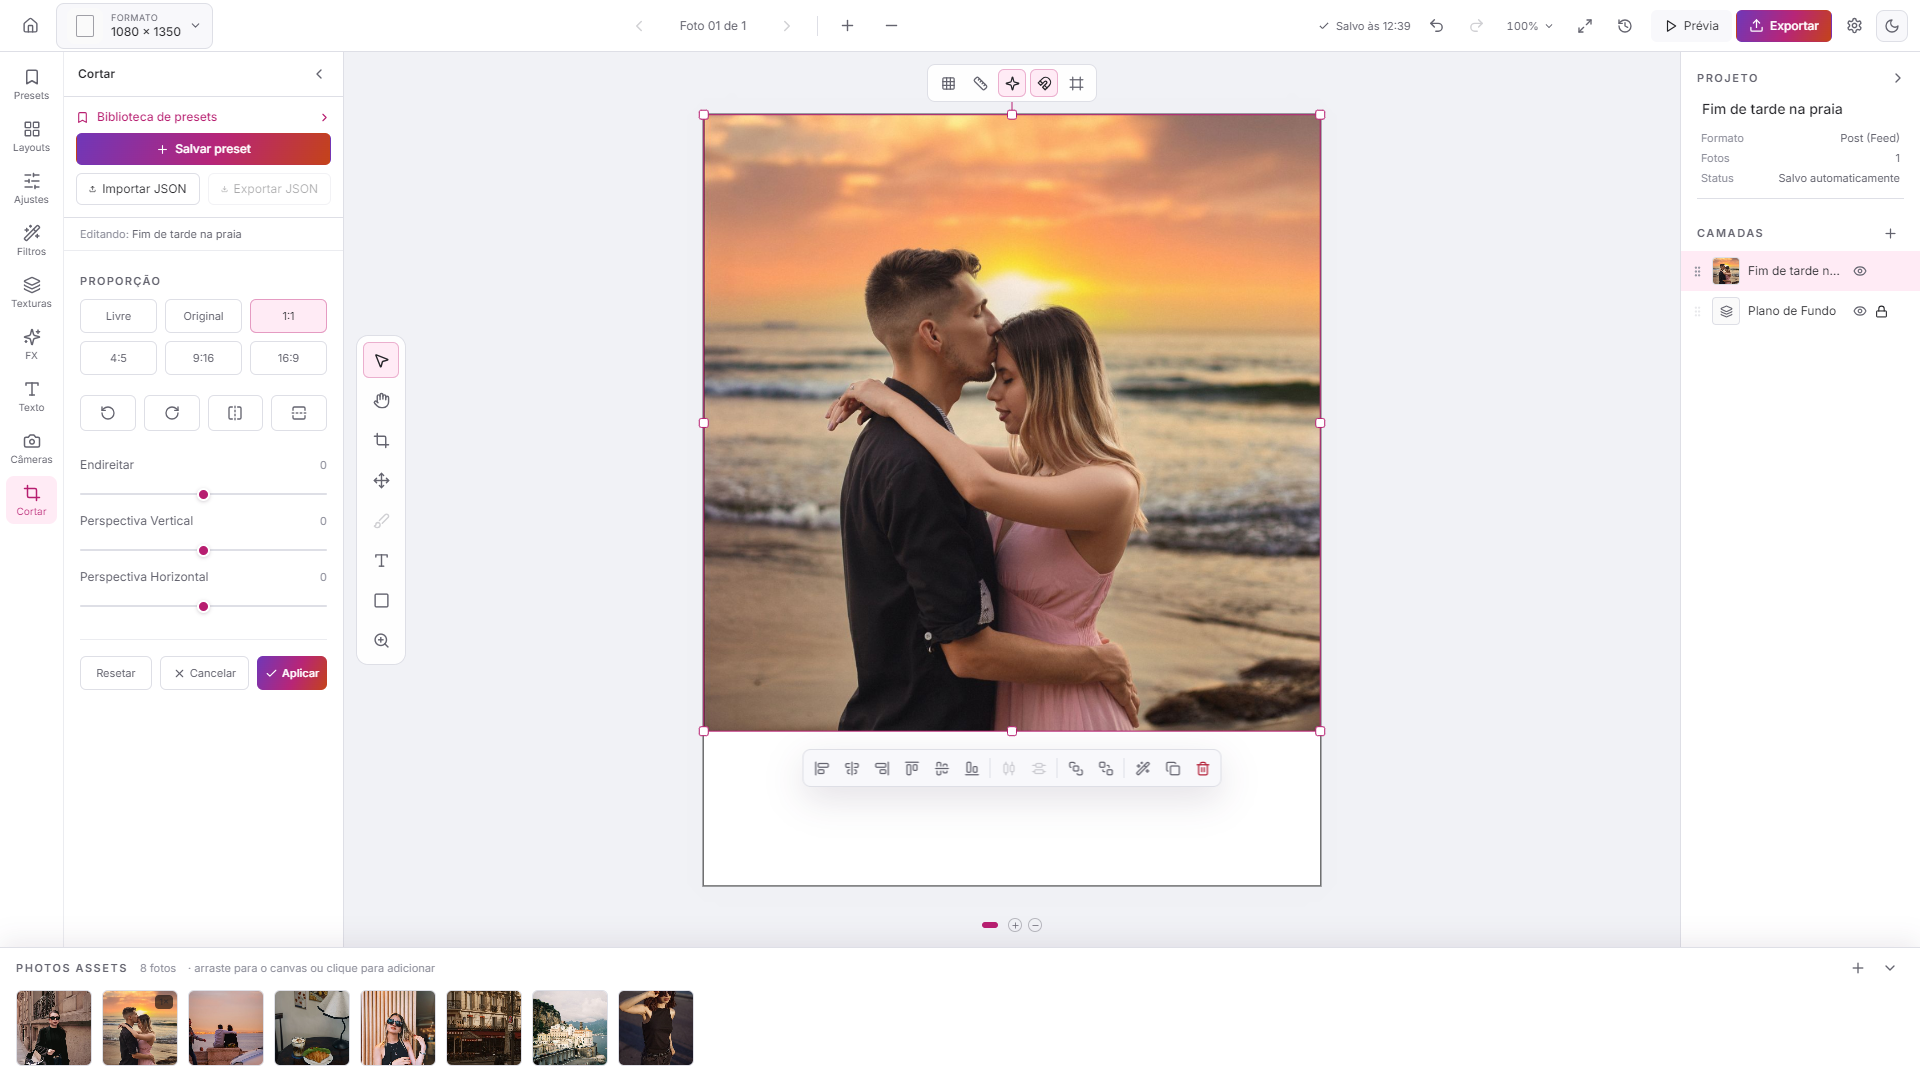 FORMATO
1080 × 1350
Foto 01 de 1
Salvo às 12:39
100%
Prévia
Exportar
Presets
Layouts
Ajustes
Filtros
Texturas
FX
Texto
Câmeras
Cortar
Cortar
Biblioteca de presets
Salvar preset
Importar JSON
Exportar JSON
Editando: Fim de tarde na praia
PROPORÇÃO
Livre
Original
1:1
4:5
9:16
16:9
Endireitar 0
Perspectiva Vertical 0
Perspectiva Horizontal 0
Resetar
Cancelar
Aplicar
PROJETO
Fim de tarde na praia
Formato Post (Feed)
Fotos 1
Status Salvo automaticamente
CAMADAS
Fim de tarde n...
Plano de Fundo
PHOTOS ASSETS 8 fotos · arraste para o canvas ou clique para adicionar